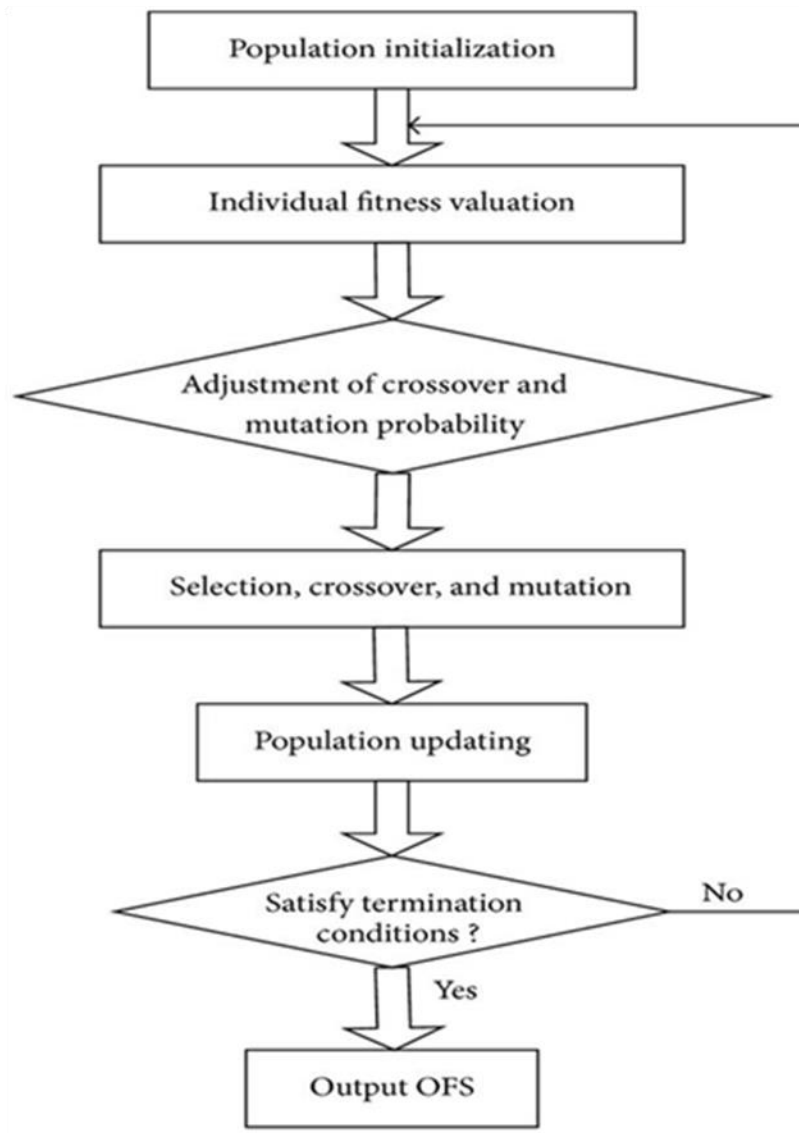 Population initialization
Individual fitness valuation
Adjustment of crossover and
mutation probability
Selection, crossover, and mutation
Population updating
Satisfy termination
conditions ?
No
Yes
Output OFS